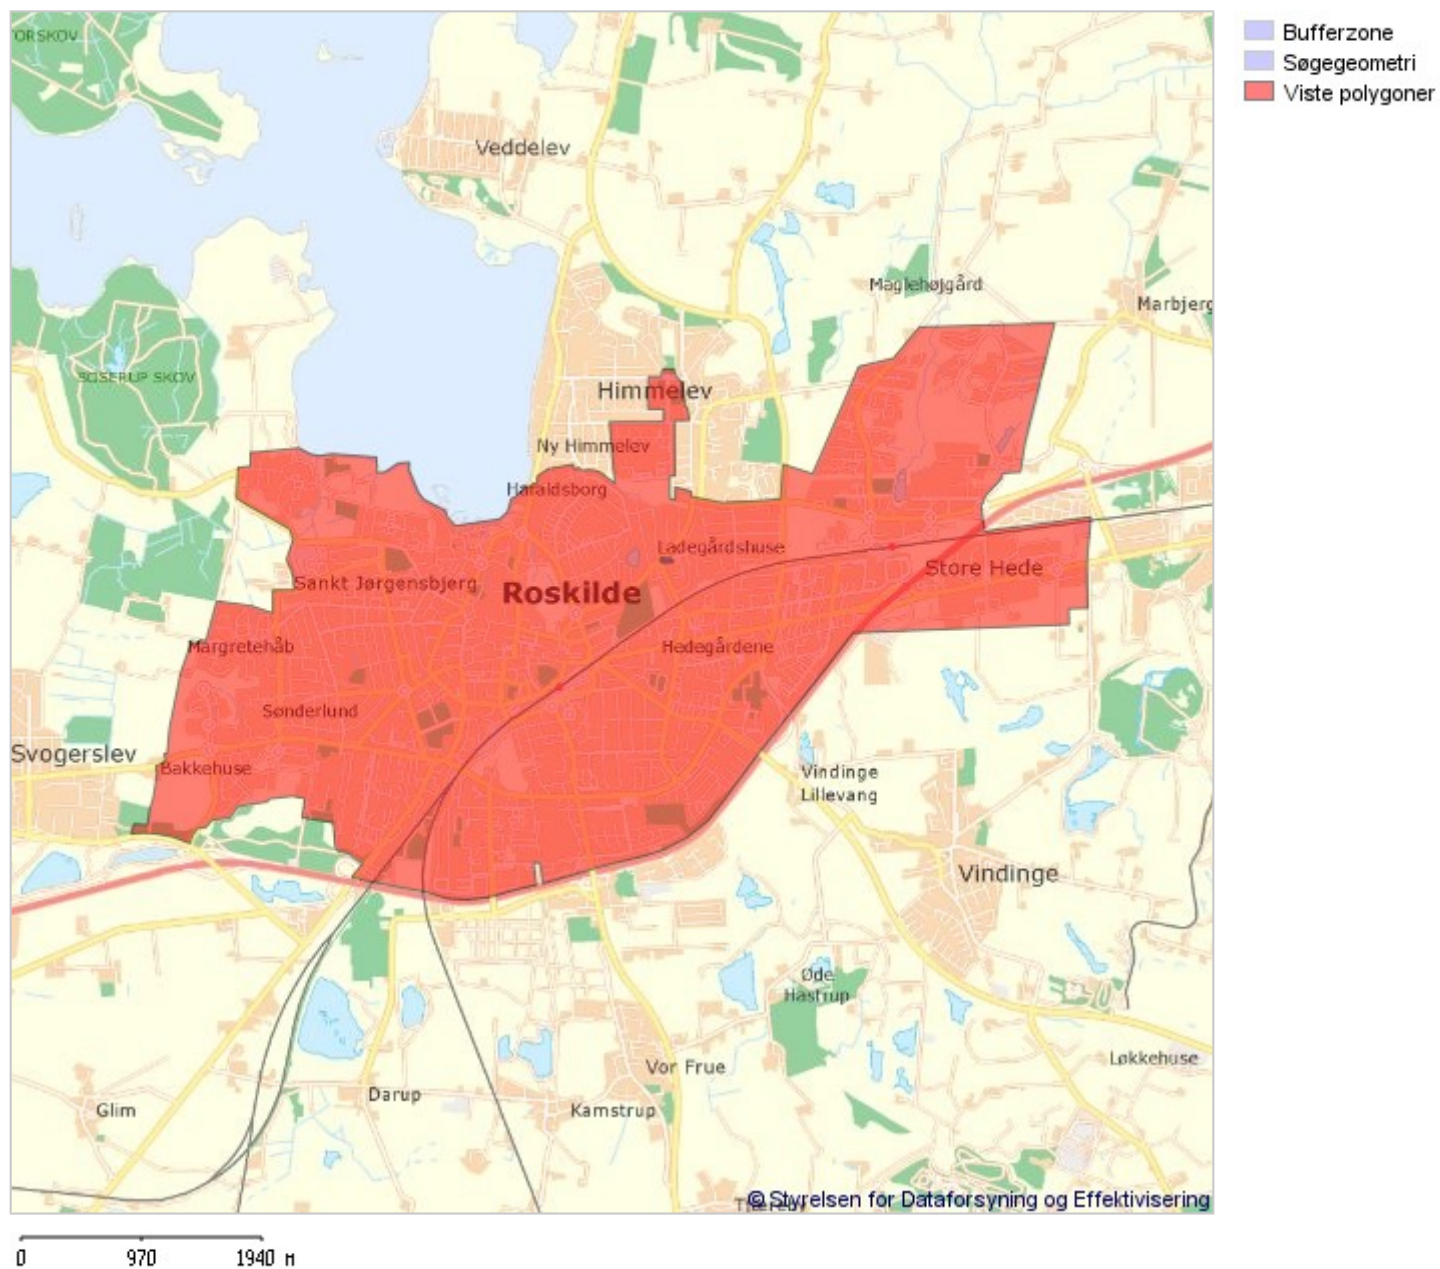 Bufferzone
Søgegeometri
Viste polygoner
Veddelev
Maglehøjgård
Marbjerg
BOSERUP SKOV
Himmelev
Ny Himmelev
Haraldsborg
Ladegårdshuse
Store Hede
Sankt Jørgensbjerg
Roskilde
Margretehåb
Hedegårdene
Sønderlund
Svogerslev
Bakkehuse
Vindinge
Lillevang
Vindinge
Øde
Hastrup
Løkkehuse
Vor Frue
Darup
Glim
Kamstrup
© Styrelsen for Dataforsyning og Effektivisering
0 970 1940 M